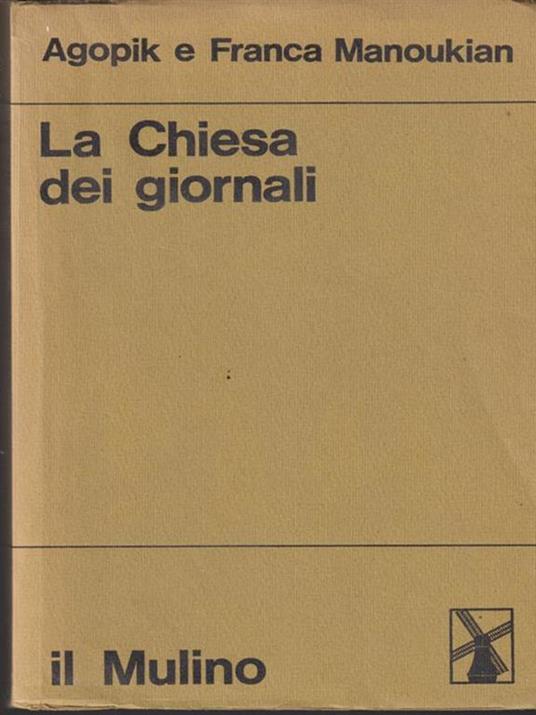 Agopik e Franca Manoukian
La Chiesa
dei giornali
il Mulino